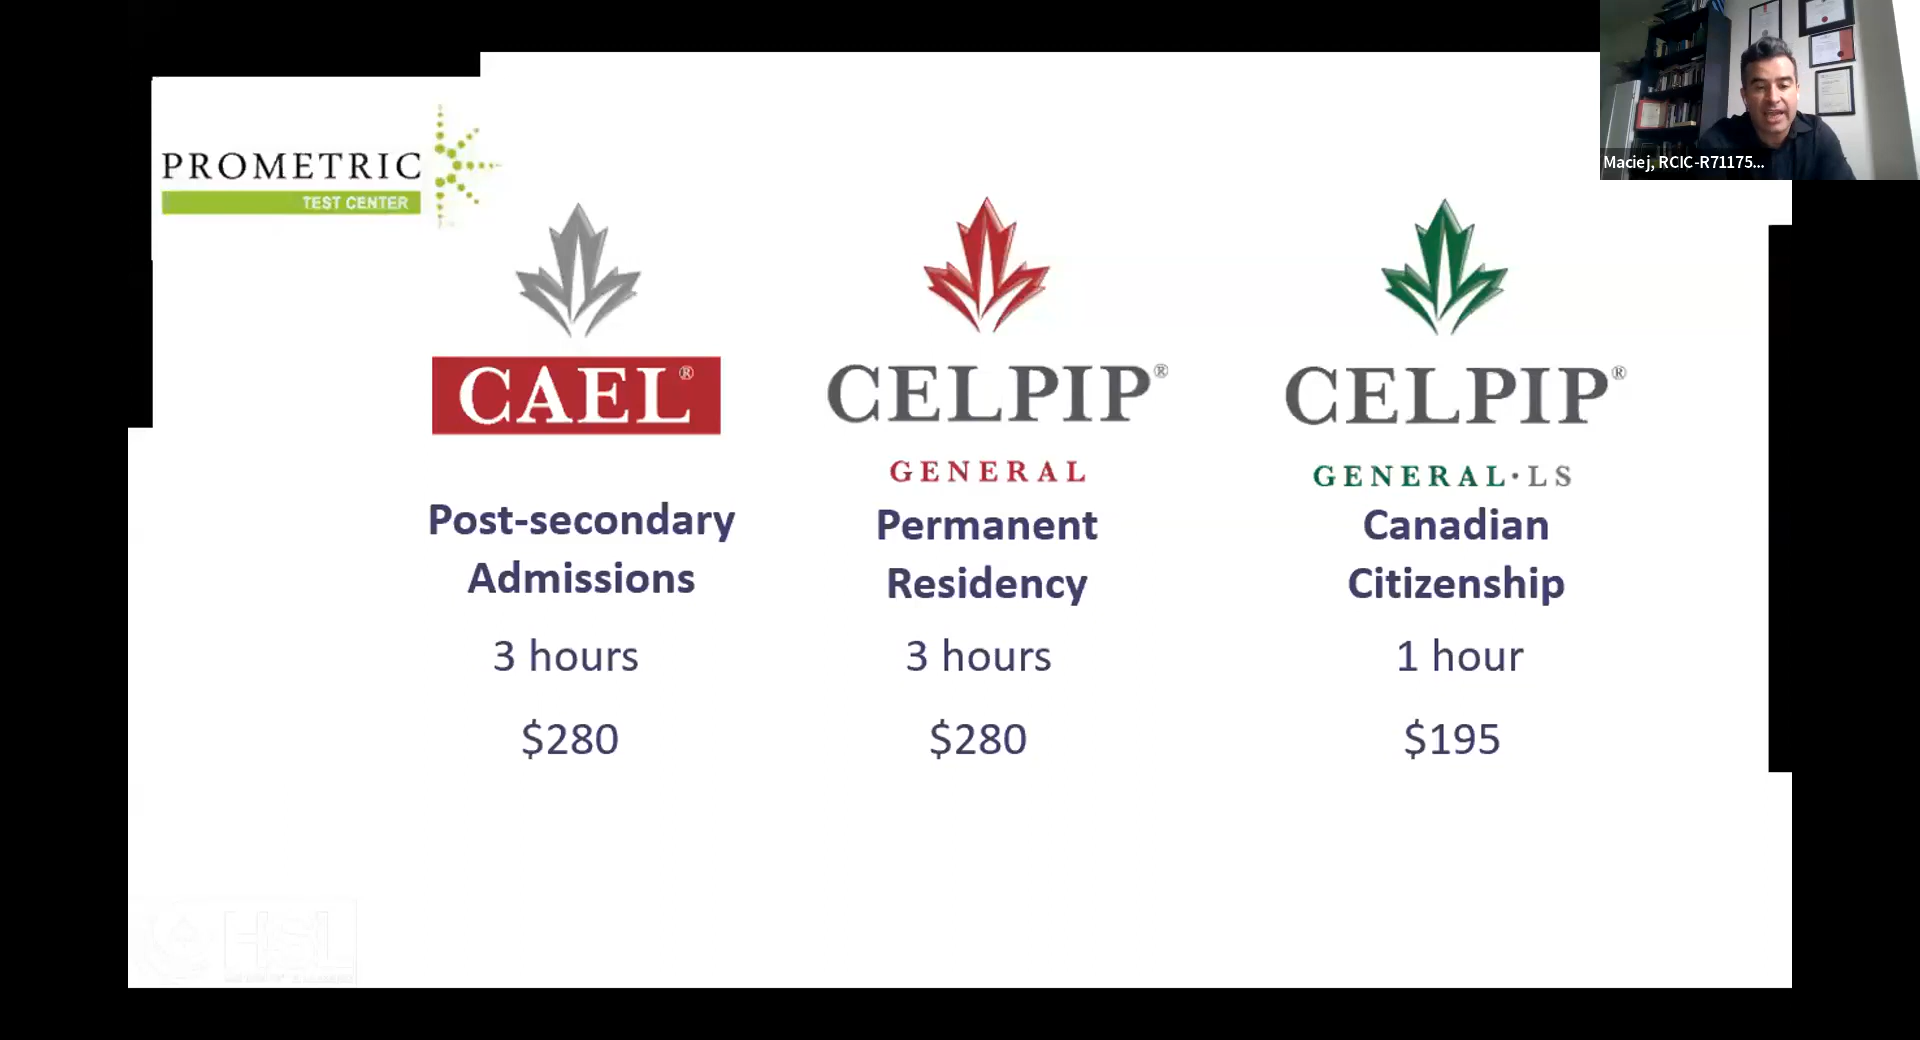 Maciej, RCIC-R71175...
PROMETRIC
TEST CENTER
CAEL®
Post-secondary
Admissions
3 hours
$280
CELPIP®
GENERAL
Permanent
Residency
3 hours
$280
CELPIP®
GENERAL·LS
Canadian
Citizenship
1 hour
$195